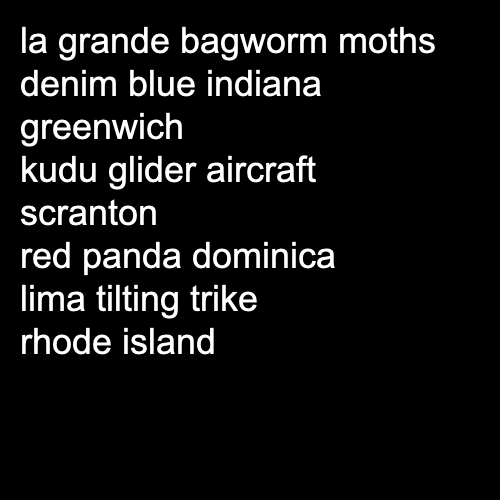 la grande bagworm moths
denim blue indiana
greenwich
kudu glider aircraft
scranton
red panda dominica
lima tilting trike
rhode island